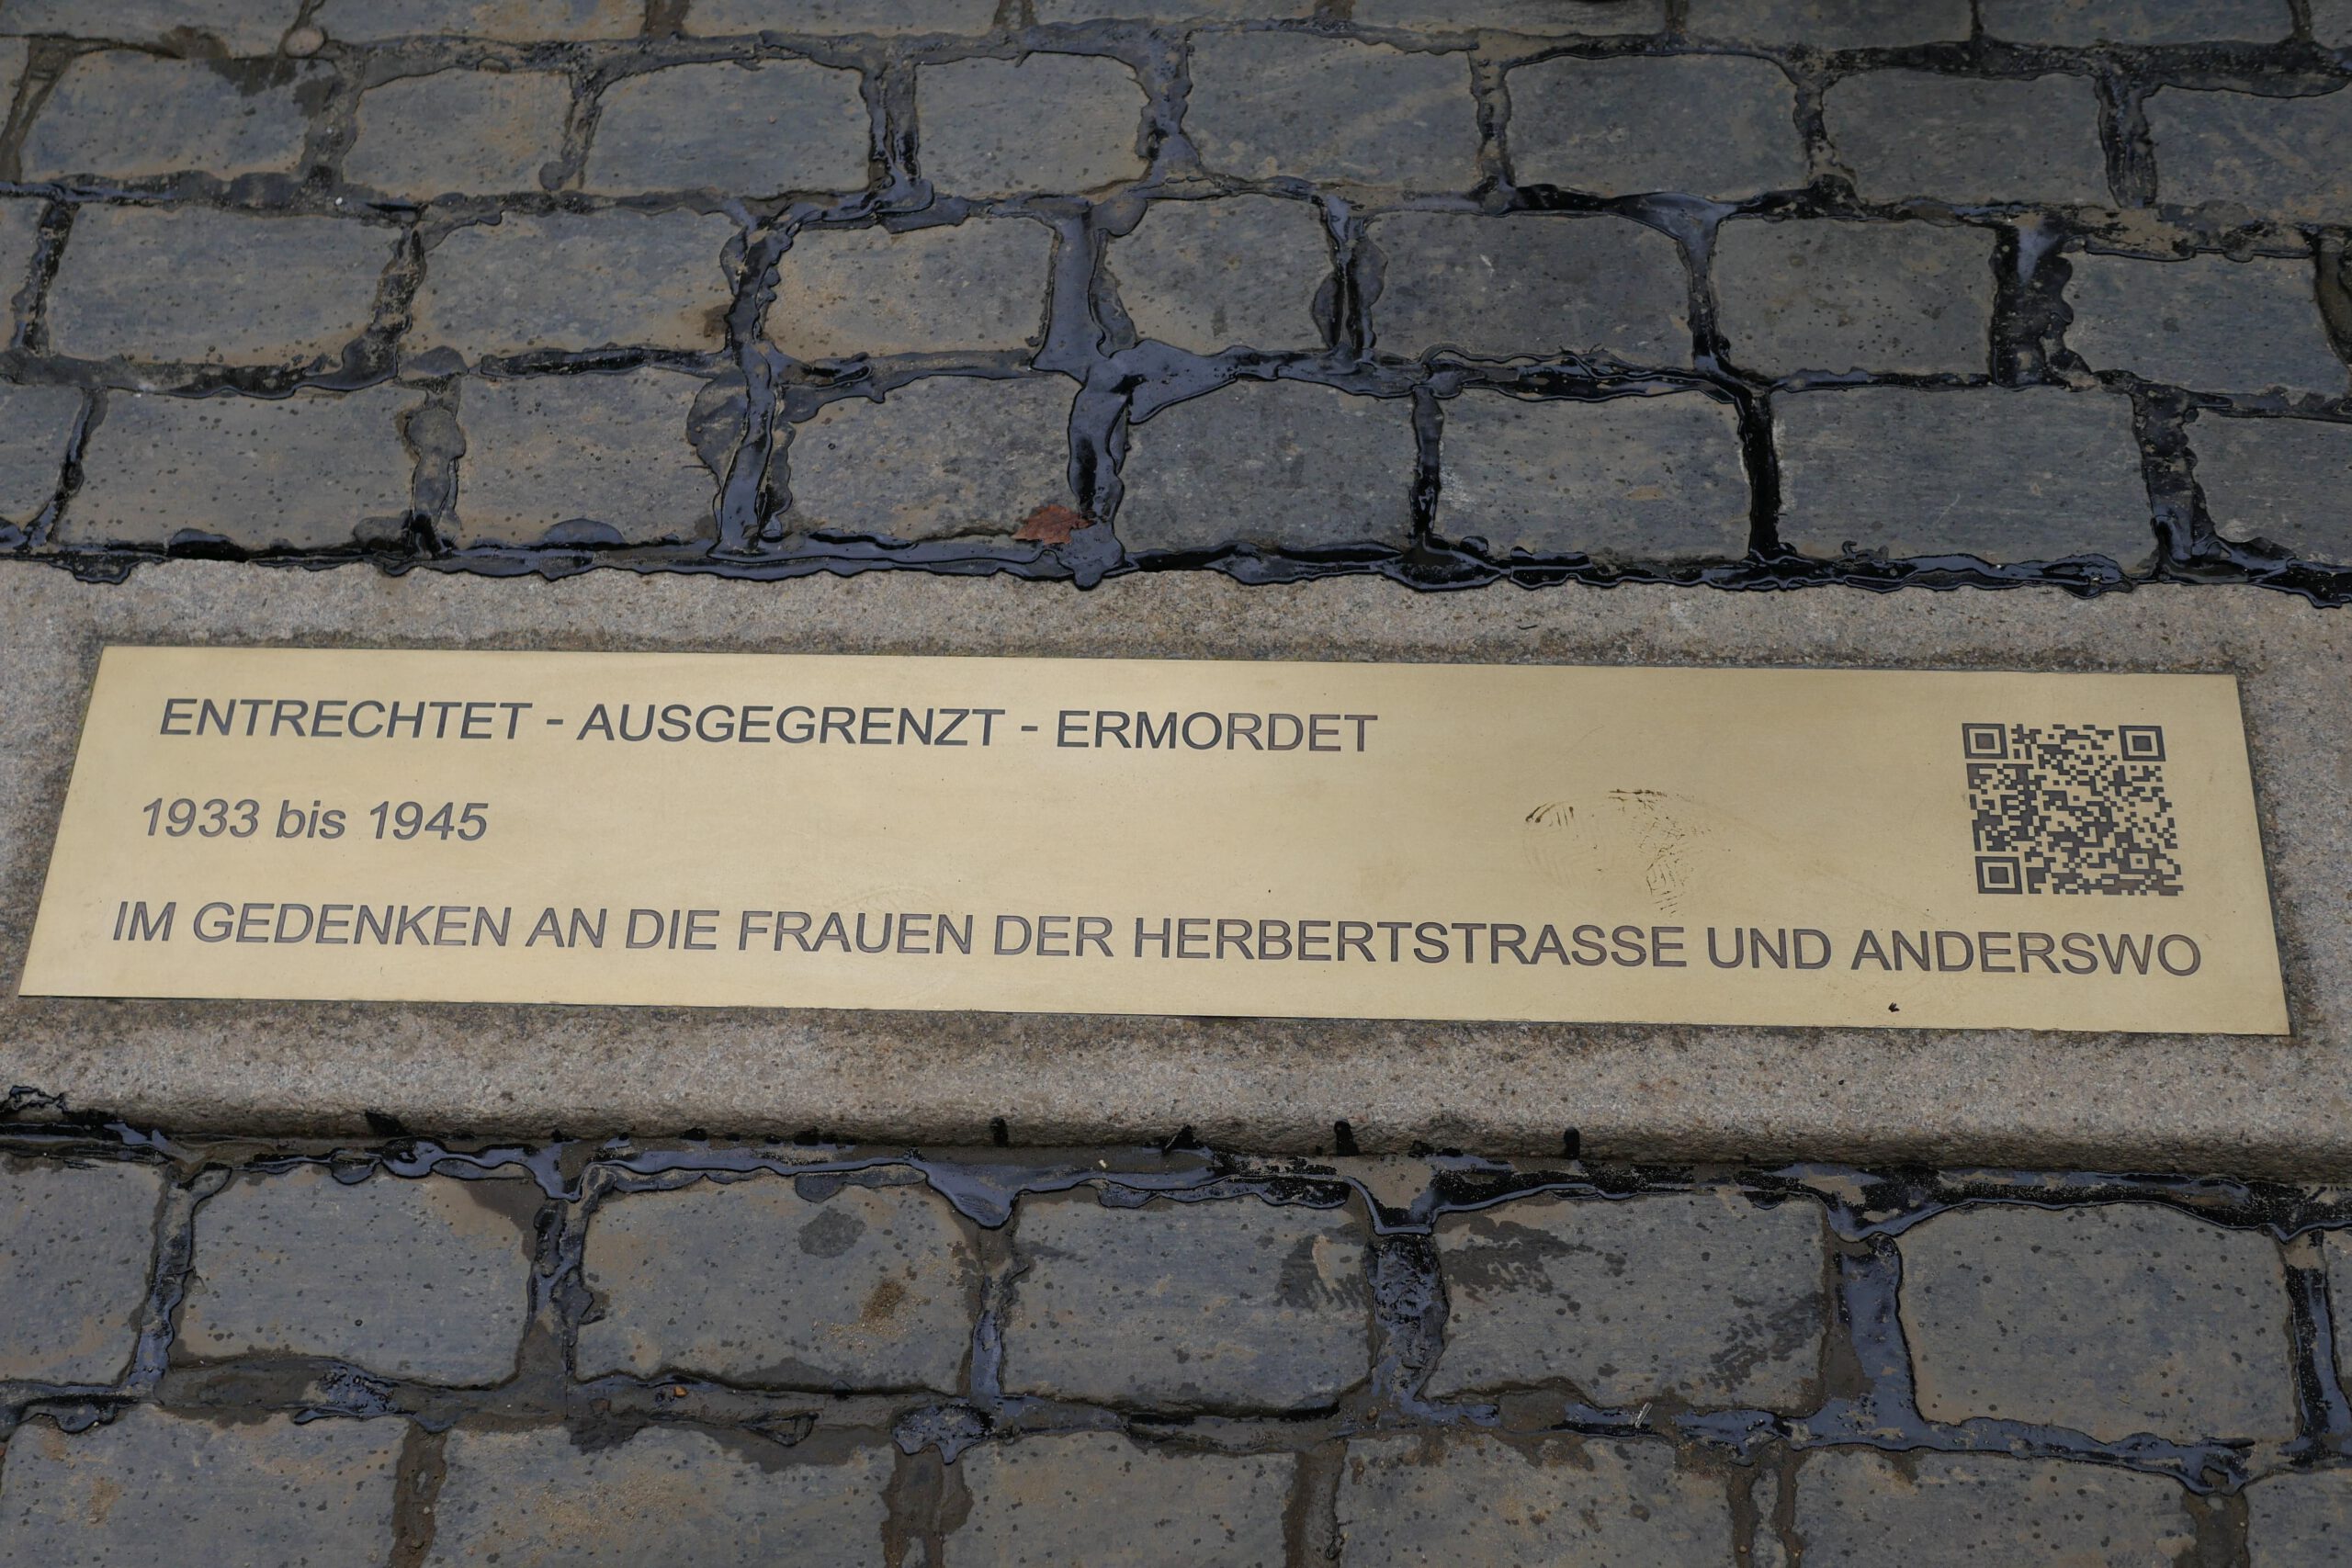 ENTRECHTET - AUSGEGRENZT - ERMORDET
1933 bis 1945
IM GEDENKEN AN DIE FRAUEN DER HERBERTSTRASSE UND ANDERSWO